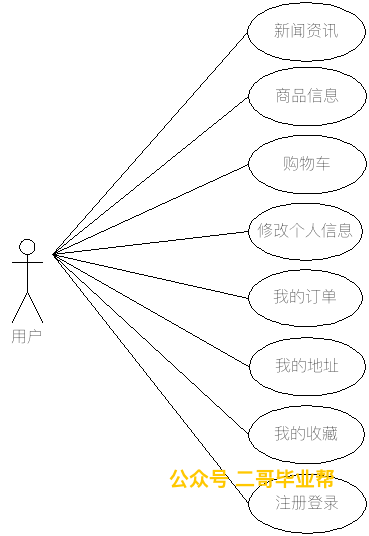 新闻资讯
商品信息
购物车
修改个人信息
我的订单
用户
我的地址
我的收藏
公众号 二哥毕业帮
注册登录